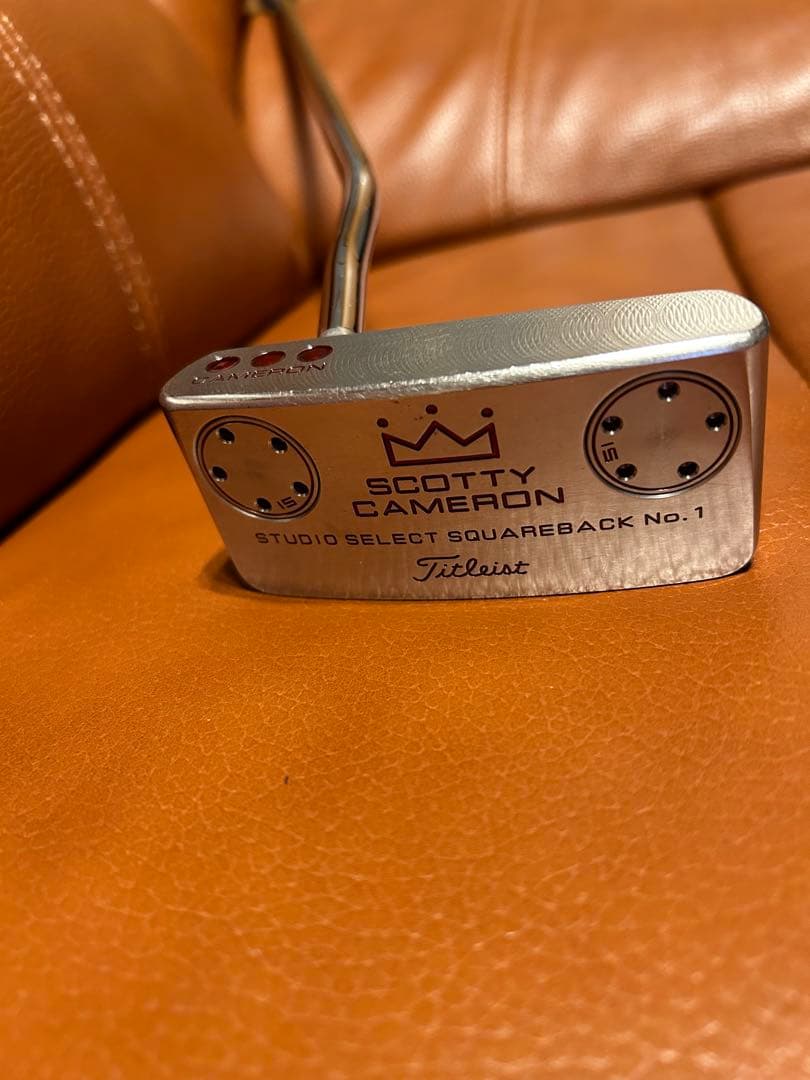 CAMERON
SCOTTY
CAMERON
STUDIO SELECT SQUAREBACK No. 1
Titleist
15
15